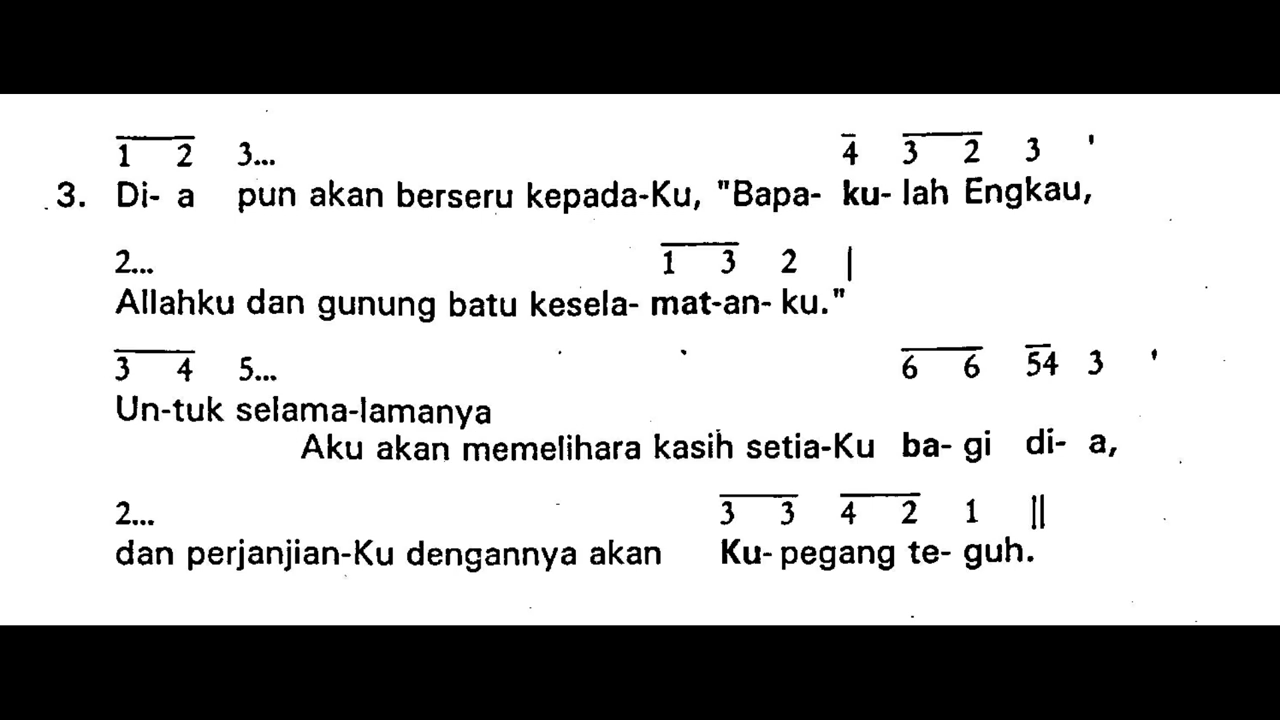 1 2 3... 4 3 2 3 '
3. Di- a pun akan berseru kepada-Ku, "Bapa- ku- lah Engkau,
2... 1 3 2 |
Allahku dan gunung batu kesela- mat-an- ku."
3 4 5... 6 6 54 3 '
Un-tuk selama-lamanya
Aku akan memelihara kasih setia-Ku ba- gi di- a,
2... 3 3 4 2 1 ||
dan perjanjian-Ku dengannya akan Ku- pegang te- guh.